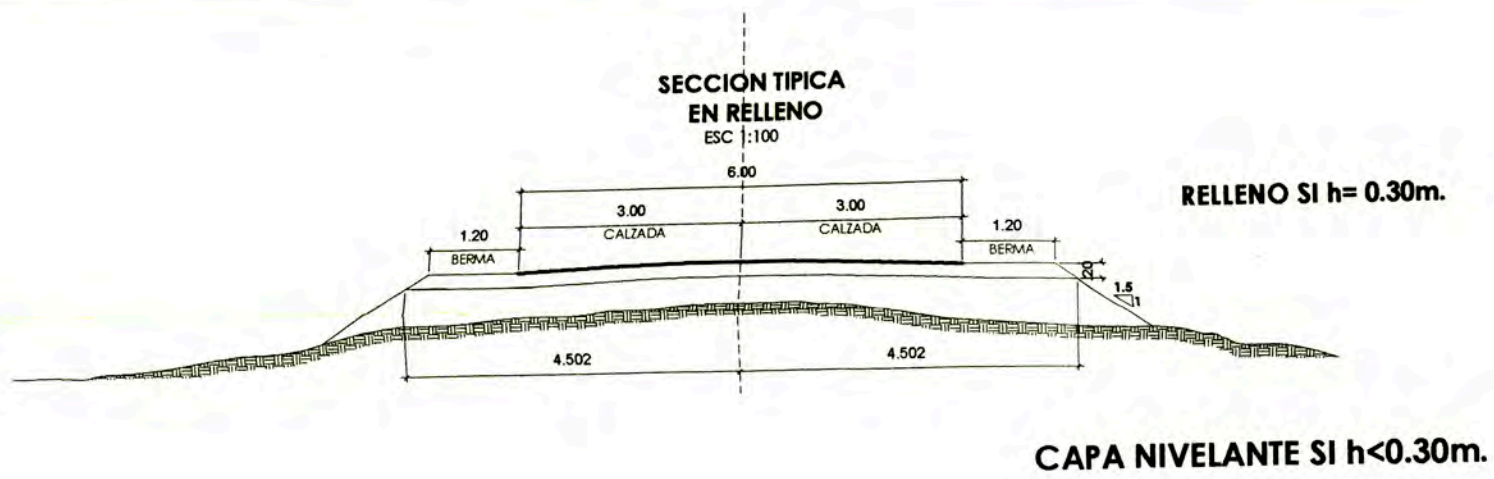 SECCION TIPICA
EN RELLENO
ESC 1:100
6.00
RELLENO SI h= 0.30m.
3.00
3.00
1.20
CALZADA
CALZADA
1.20
BERMA
BERMA
.20
1.5
1
4.502
4.502
CAPA NIVELANTE SI h<0.30m.